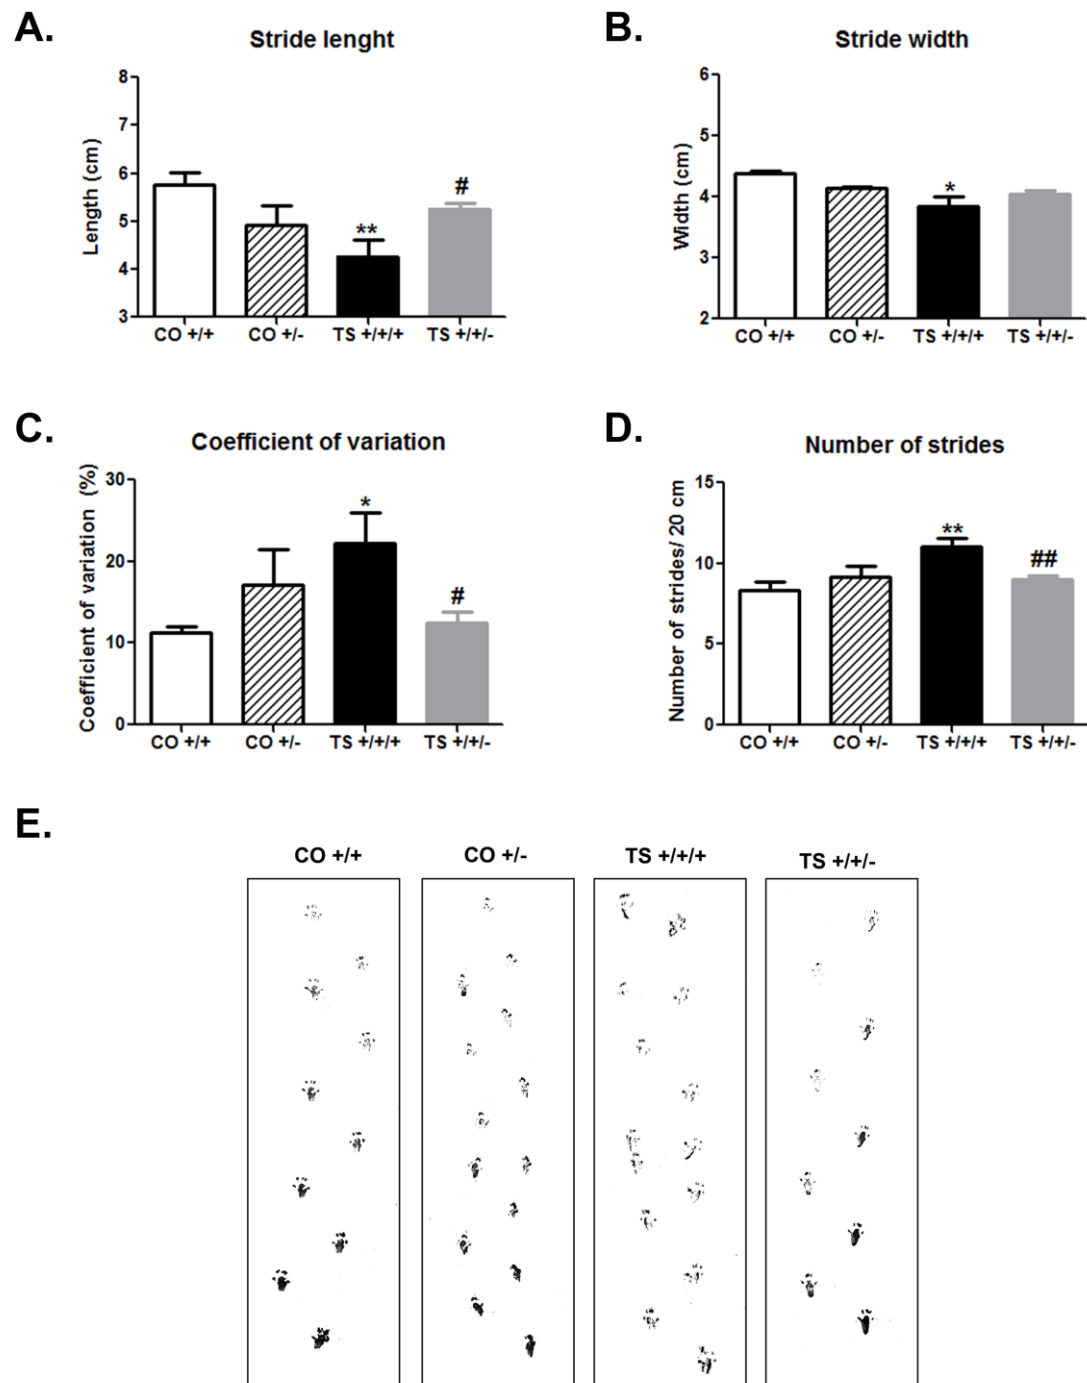 A.
Stride lenght
Length (cm)
8
7
6
5
4
3
**
#
CO +/+ CO +/- TS +/+/+ TS +/+/-
B.
Stride width
Width (cm)
6
5
4
3
2
*
CO +/+ CO +/- TS +/+/+ TS +/+/-
C.
Coefficient of variation
Coefficient of variation (%)
30
20
10
0
*
#
CO +/+ CO +/- TS +/+/+ TS +/+/-
D.
Number of strides
Number of strides/ 20 cm
15
10
5
0
**
##
CO +/+ CO +/- TS +/+/+ TS +/+/-
E.
CO +/+ CO +/- TS +/+/+ TS +/+/-